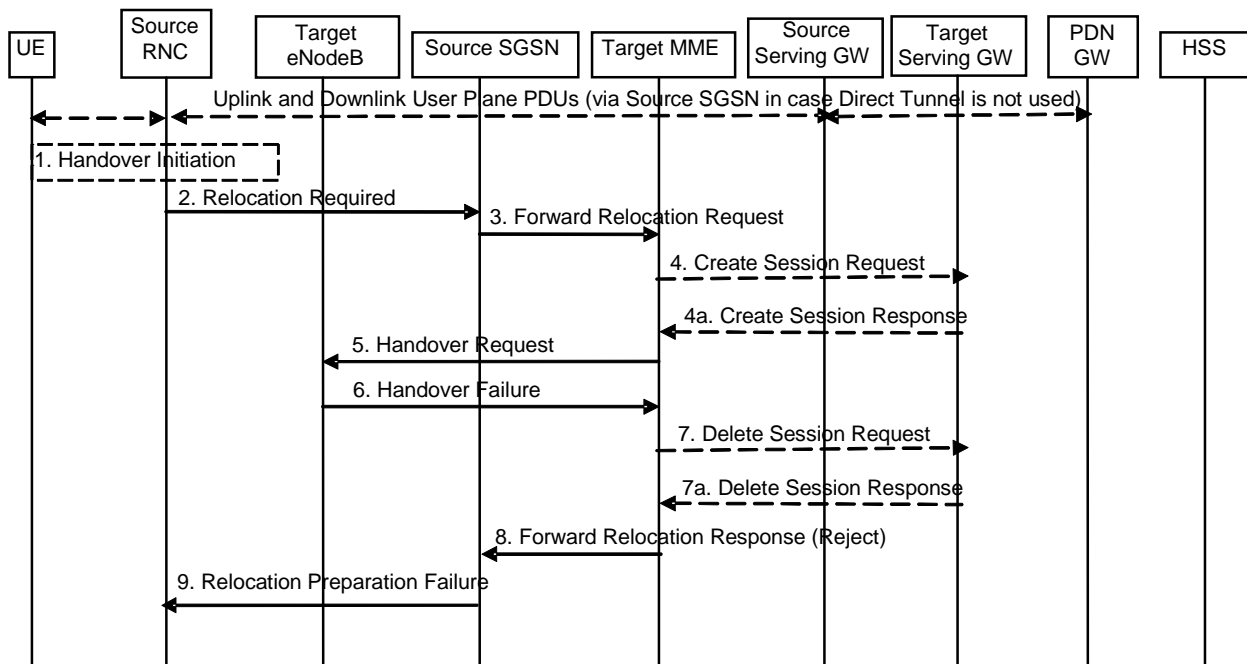 UE
Source
RNC
Target
eNodeB
Source SGSN
Target MME
Source
Serving GW
Target
Serving GW
PDN
GW
HSS
Uplink and Downlink User Plane PDUs (via Source SGSN in case Direct Tunnel is not used)
1. Handover Initiation
2. Relocation Required
3. Forward Relocation Request
4. Create Session Request
4a. Create Session Response
5. Handover Request
6. Handover Failure
7. Delete Session Request
7a. Delete Session Response
8. Forward Relocation Response (Reject)
9. Relocation Preparation Failure